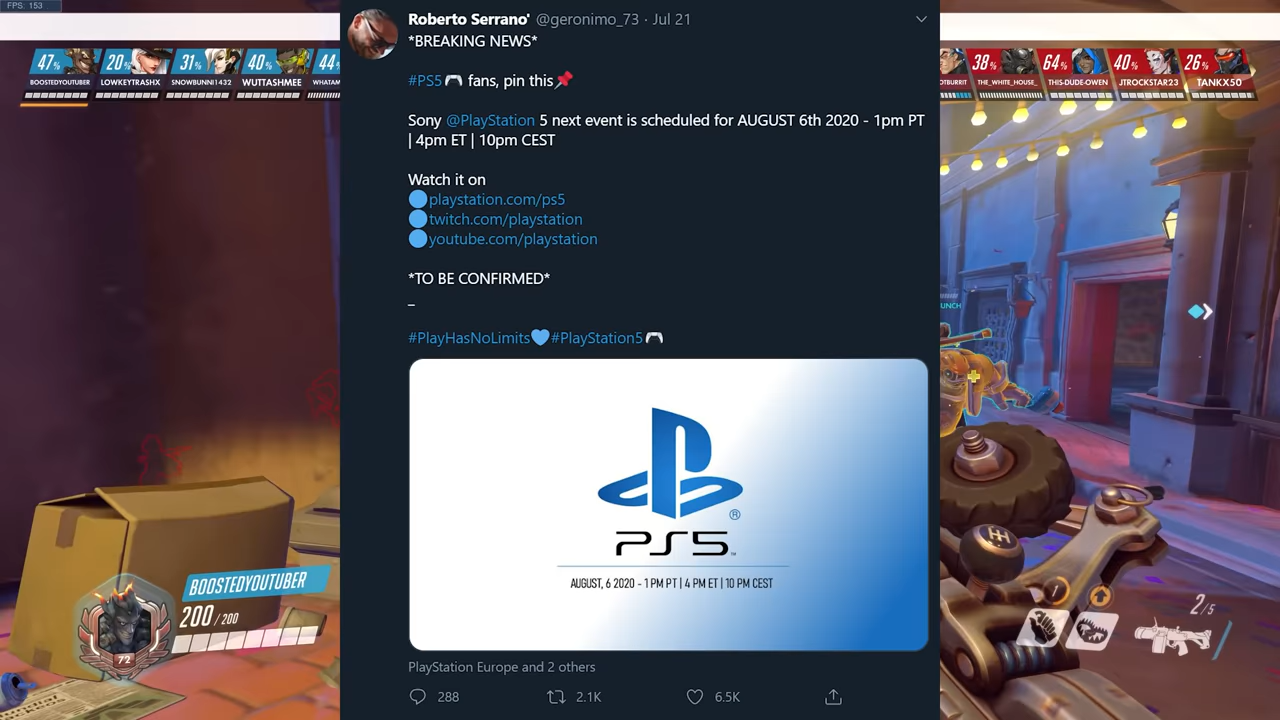 FPS: 153
47%
20%
31%
40%
44%
BOOSTEDYOUTUBER
LOWKEYTRASHX
SNOWBUNNI1432
WUTTASHMEE
WHATAM
38%
64%
40%
26%
OTBURRIT
THE_WHITE_HOUSE_
THIS-DUDE-OWEN
JTROCKSTAR23
TANKX50
Roberto Serrano' @geronimo_73 · Jul 21
*BREAKING NEWS*
#PS5🎮 fans, pin this📌
Sony @PlayStation 5 next event is scheduled for AUGUST 6th 2020 - 1pm PT
| 4pm ET | 10pm CEST
Watch it on
🔵playstation.com/ps5
🔵twitch.com/playstation
🔵youtube.com/playstation
*TO BE CONFIRMED*
_
#PlayHasNoLimits💙#PlayStation5🎮
®
PS5™
AUGUST, 6 2020 - 1 PM PT | 4 PM ET | 10 PM CEST
PlayStation Europe and 2 others
288
2.1K
6.5K
UNCH
BOOSTEDYOUTUBER
200/200
72
2/5